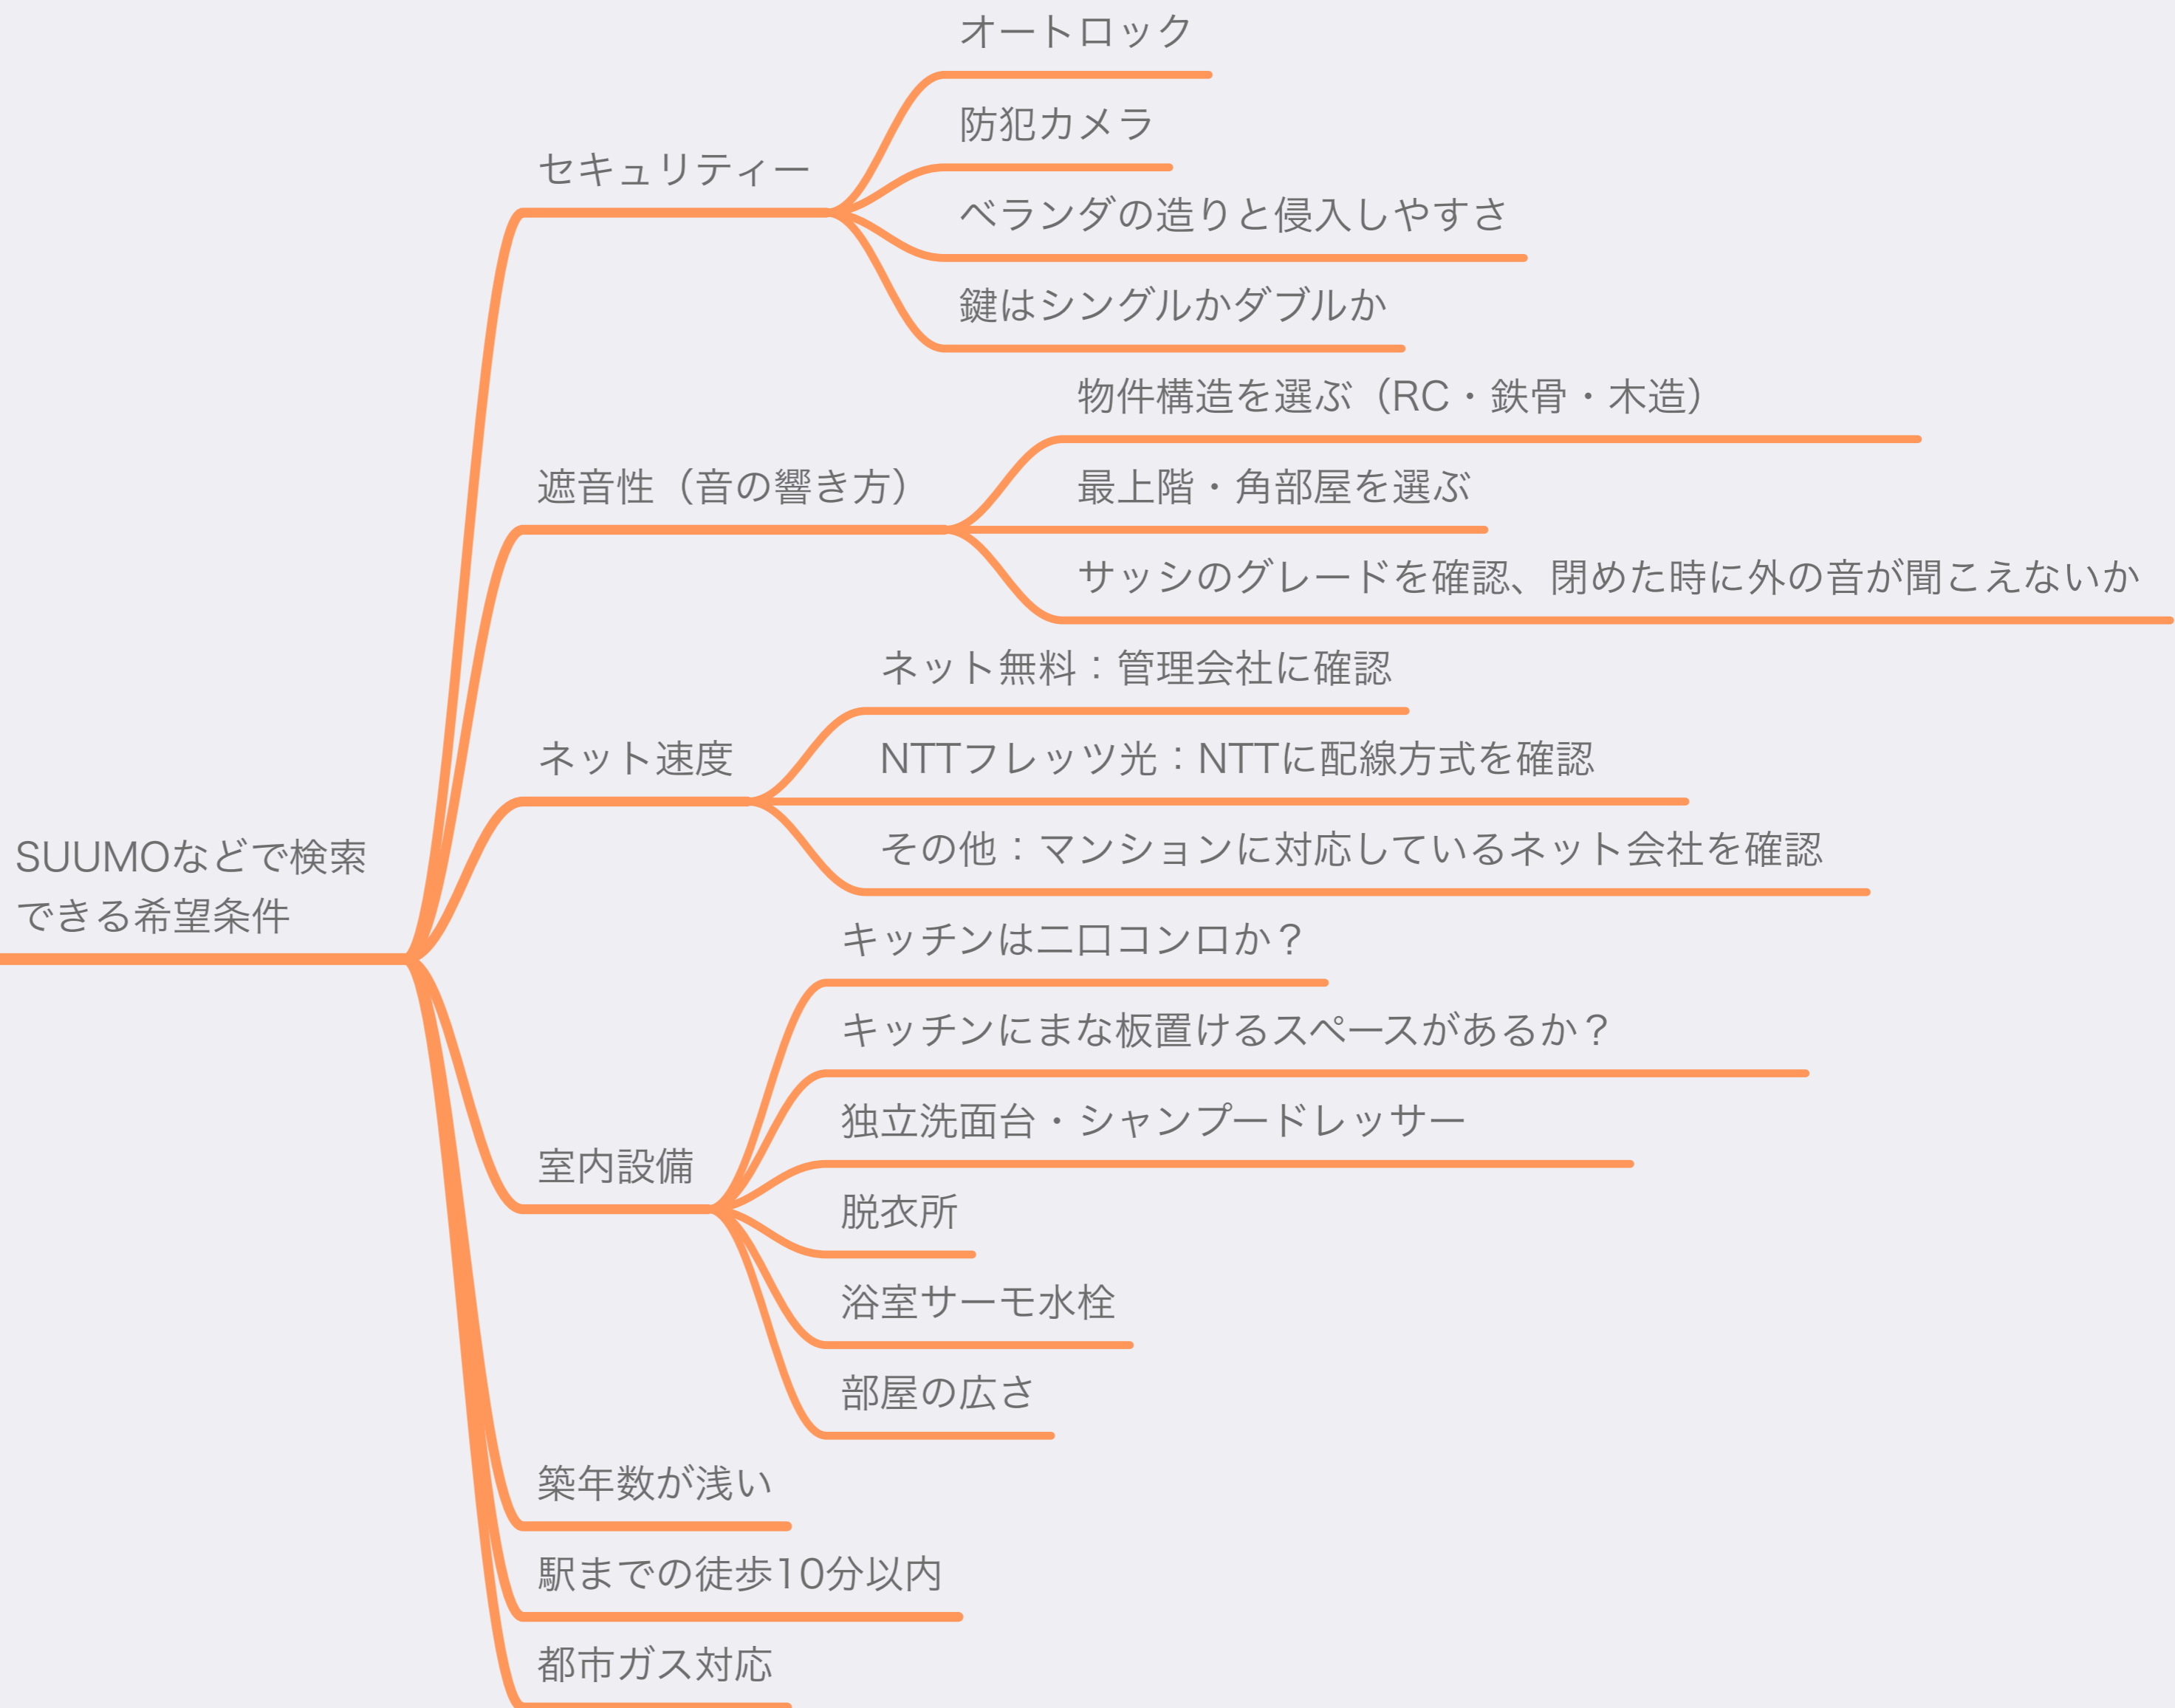 SUUMOなどで検索
できる希望条件
セキュリティー
オートロック
防犯カメラ
ベランダの造りと侵入しやすさ
鍵はシングルかダブルか
遮音性（音の響き方）
物件構造を選ぶ（RC・鉄骨・木造）
最上階・角部屋を選ぶ
サッシのグレードを確認、閉めた時に外の音が聞こえないか
ネット速度
ネット無料：管理会社に確認
NTTフレッツ光：NTTに配線方式を確認
その他：マンションに対応しているネット会社を確認
室内設備
キッチンは二口コンロか？
キッチンにまな板置けるスペースがあるか？
独立洗面台・シャンプードレッサー
脱衣所
浴室サーモ水栓
部屋の広さ
築年数が浅い
駅までの徒歩10分以内
都市ガス対応